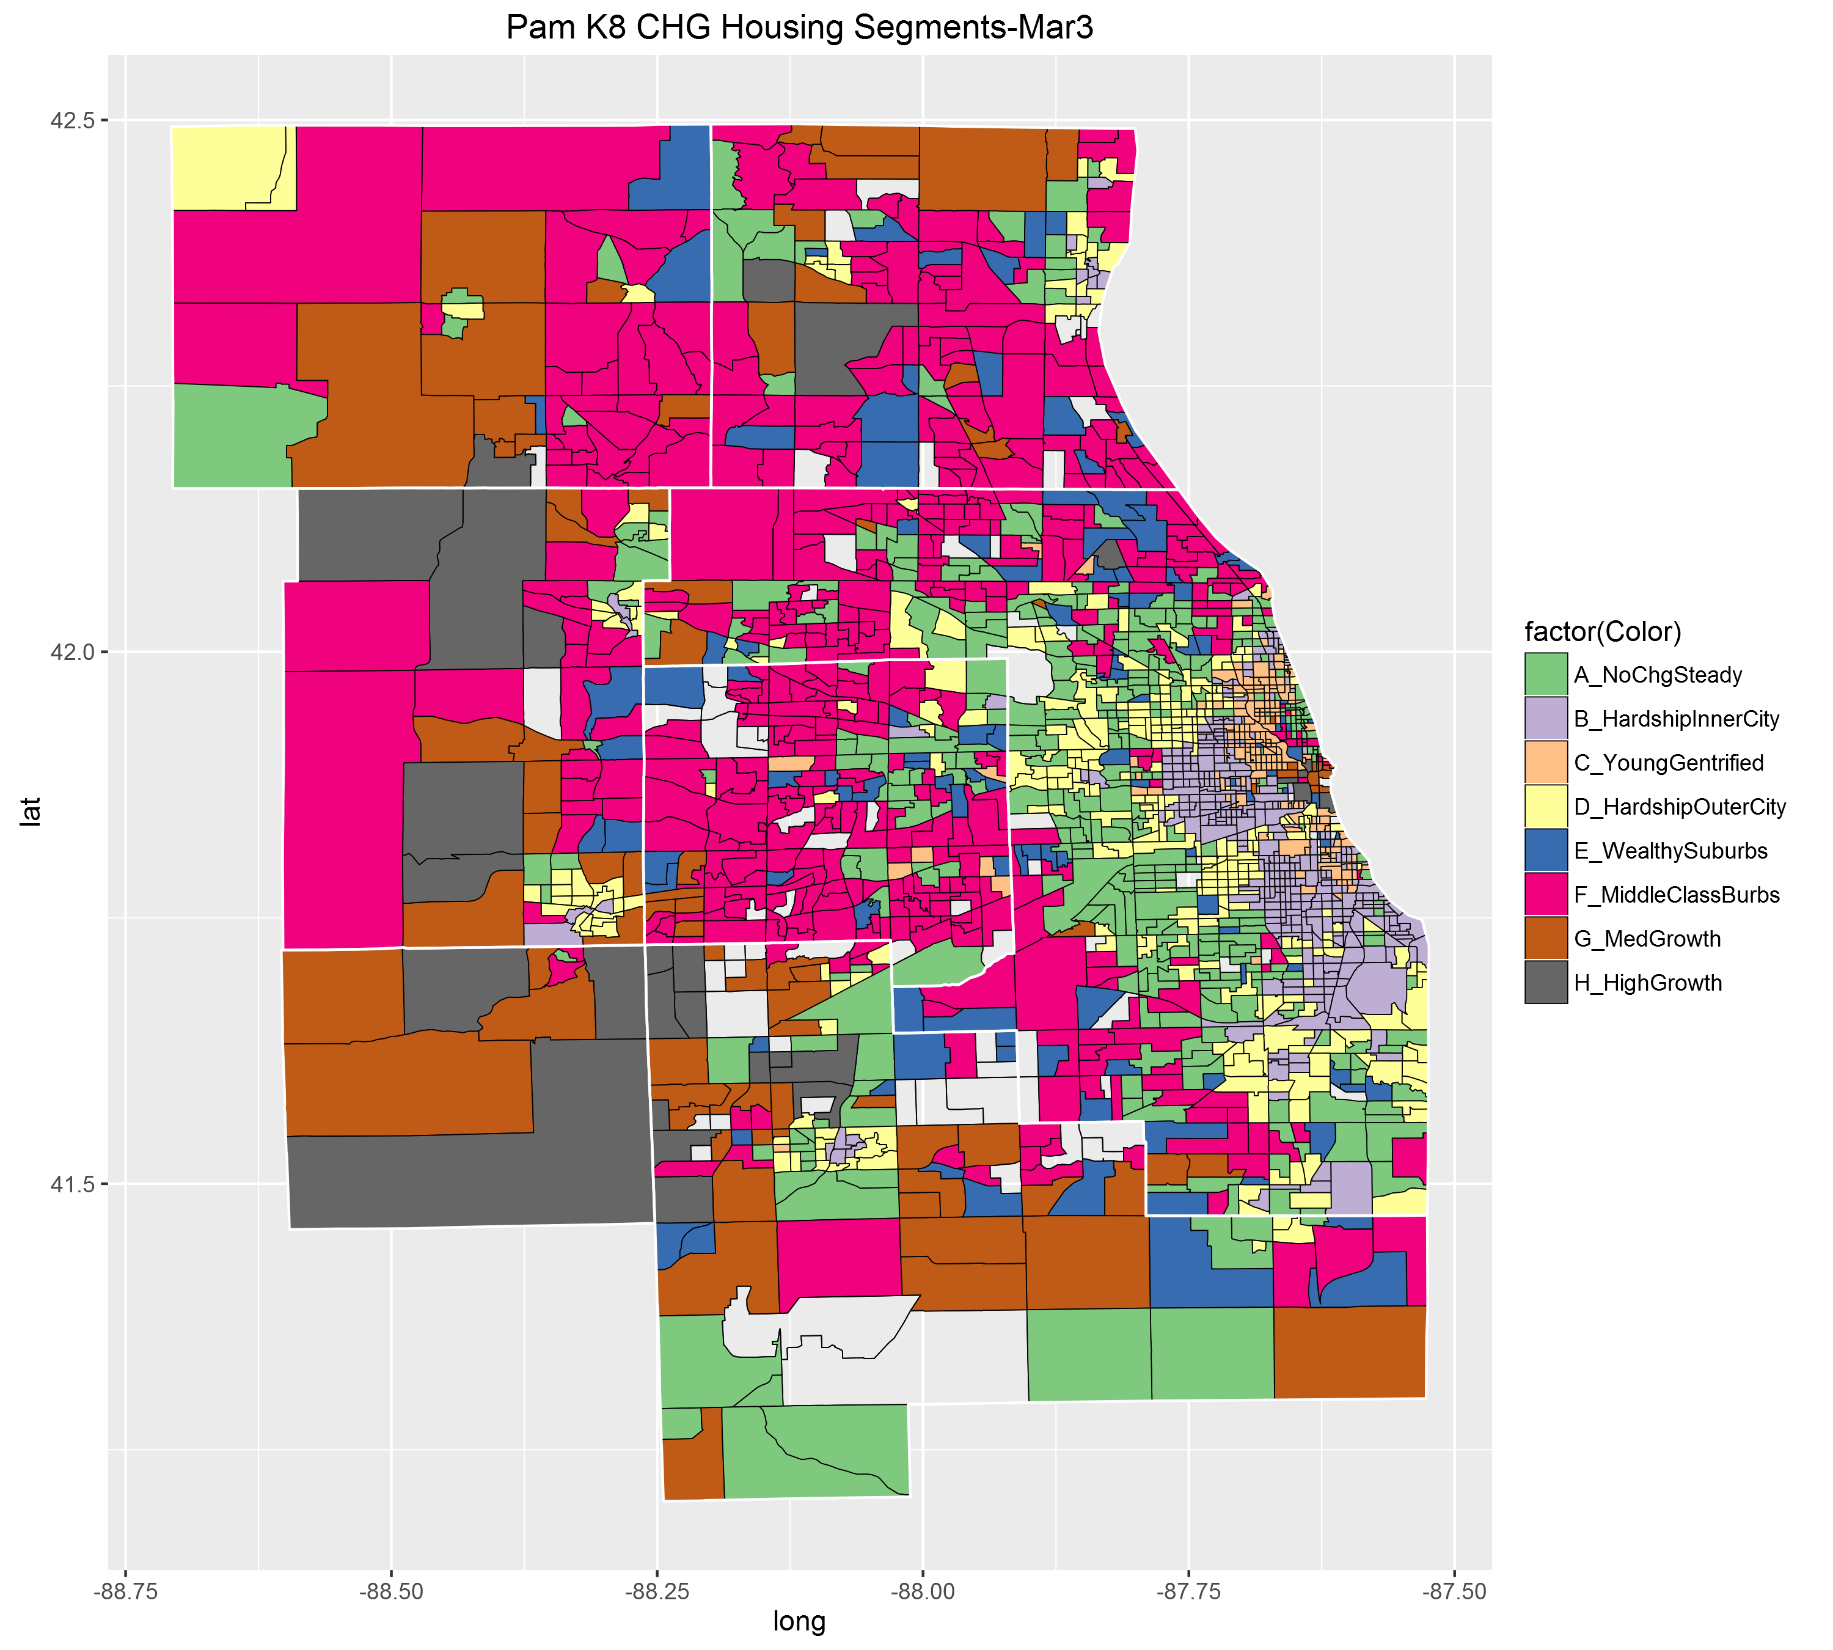 Pam K8 CHG Housing Segments-Mar3
42.5
42.0
41.5
lat
-88.75
-88.50
-88.25
-88.00
-87.75
-87.50
long
factor(Color)
A_NoChgSteady
B_HardshipInnerCity
C_YoungGentrified
D_HardshipOuterCity
E_WealthySuburbs
F_MiddleClassBurbs
G_MedGrowth
H_HighGrowth